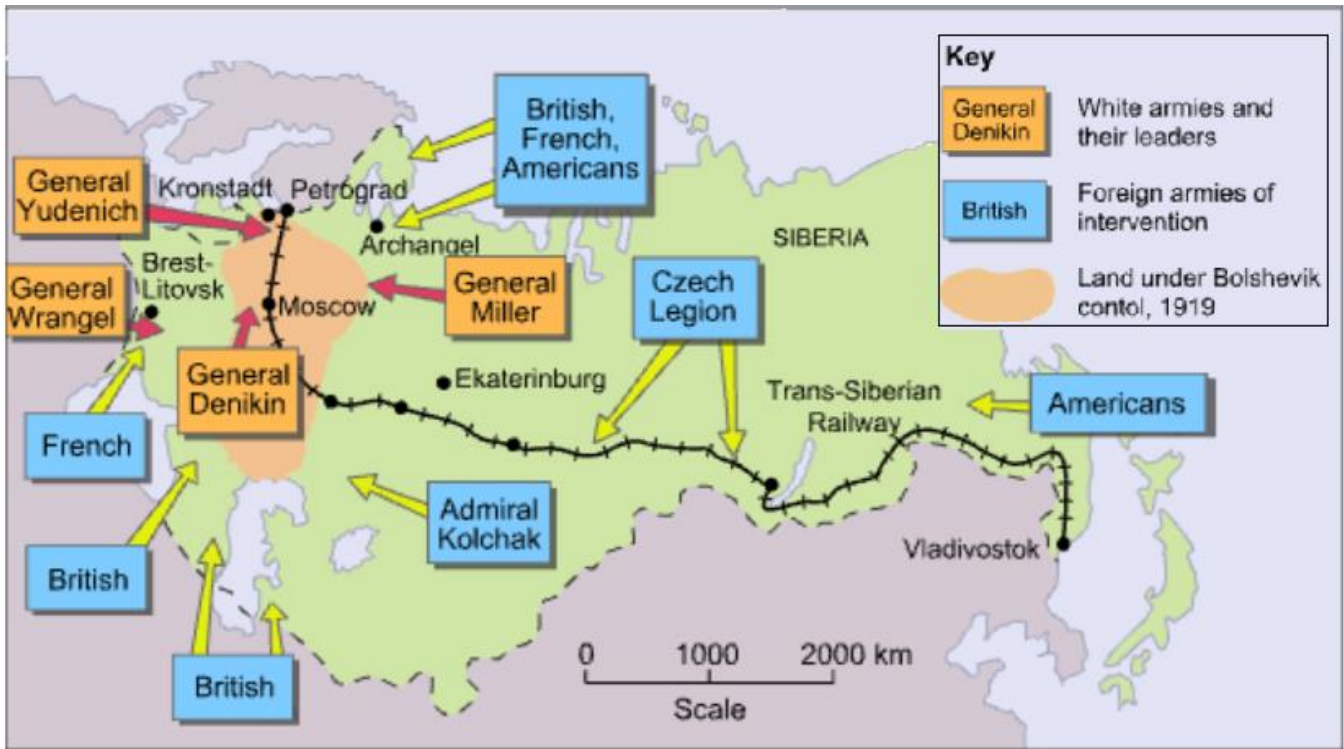 Key
General
Denikin
White armies and
their leaders
British
Foreign armies of
intervention
Land under Bolshevik
contol, 1919
British,
French,
Americans
General
Yudenich
Kronstadt
Petrograd
Archangel
SIBERIA
Brest-
Litovsk
General
Wrangel
Moscow
General
Miller
Czech
Legion
General
Denikin
Ekaterinburg
Trans-Siberian
Railway
Americans
French
Admiral
Kolchak
Vladivostok
British
British
0 1000 2000 km
Scale